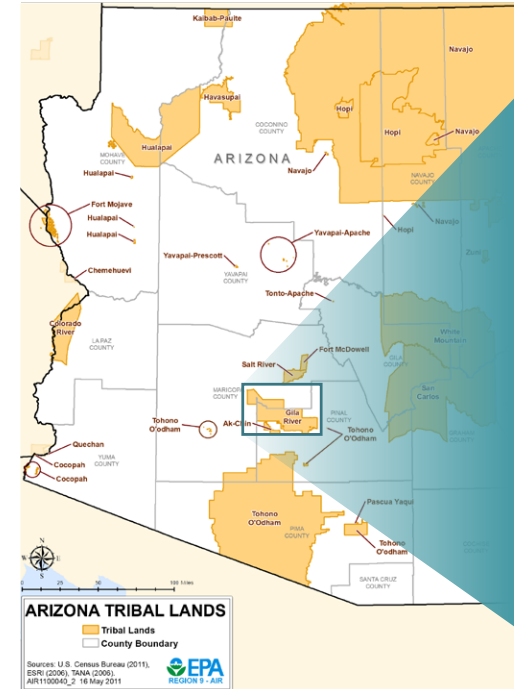 Kaibab-Paiute
Navajo
Navajo
Havasupai
Hopi
Hopi
Navajo
COCONINO
COUNTY
Hualapai
MOHAVE
COUNTY
ARIZONA
Navajo
Hualapai
NAVAJO
COUNTY
Fort Mojave
Hualapai
Hualapai
Navajo
Hopi
Yavapai-Apache
Yavapai-Prescott
YAVAPAI
COUNTY
Chemehuevi
Tonto-Apache
Colorado
River
LA PAZ
COUNTY
White
Mountain
Fort McDowell
GILA
COUNTY
Salt River
San
Carlos
MARICOPA
COUNTY
Gila
River
PINAL
COUNTY
Ak-Chin
Tohono
O'odham
Tohono
O'Odham
Quechan
YUMA
COUNTY
Cocopah
Cocopah
Pascua Yaqui
Tohono
O'Odham
PIMA
COUNTY
Tohono
O'odham
SANTA CRUZ
COUNTY
N
W
E
S
0 25 50 100 Miles
ARIZONA TRIBAL LANDS
Tribal Lands
County Boundary
Sources: U.S. Census Bureau (2011),
ESRI (2006), TANA (2006).
AIR1100040_2 16 May 2011
EPA
REGION 9 - AIR